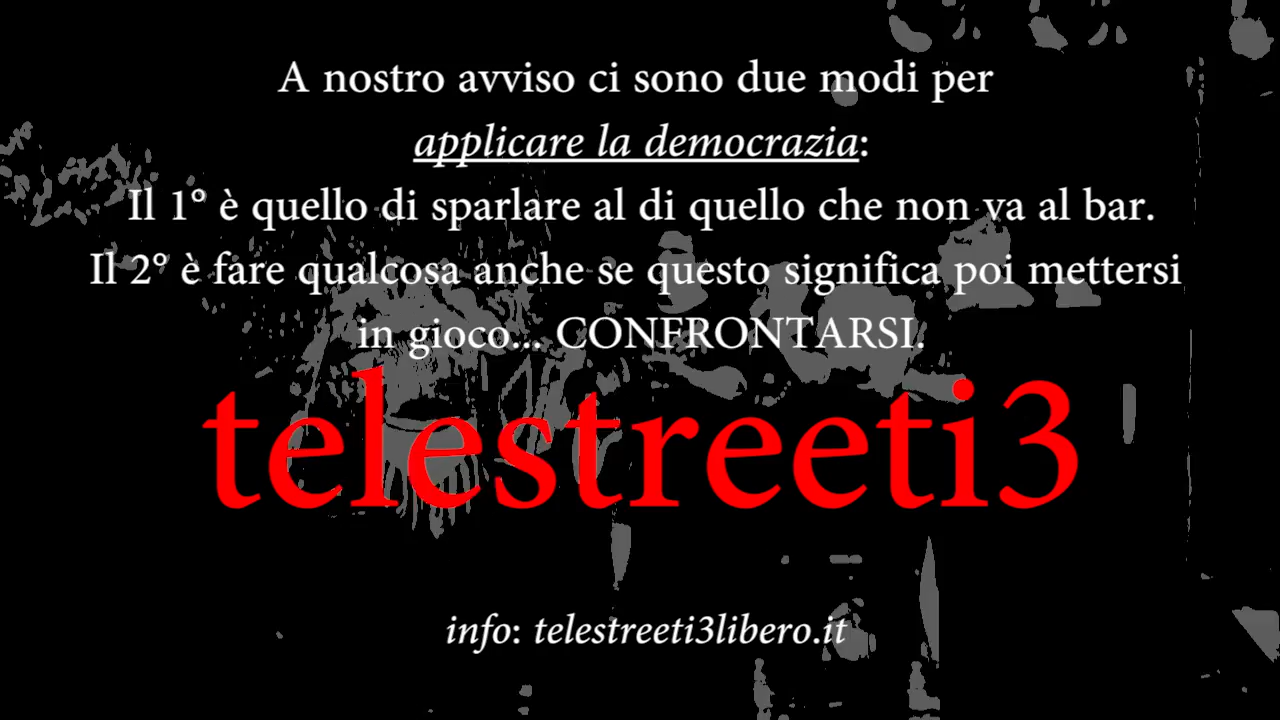 A nostro avviso ci sono due modi per
applicare la democrazia:
Il 1° è quello di sparlare al di quello che non va al bar.
Il 2° è fare qualcosa anche se questo significa poi mettersi
in gioco... CONFRONTARSI.
telestreeti3
info: telestreeti3libero.it